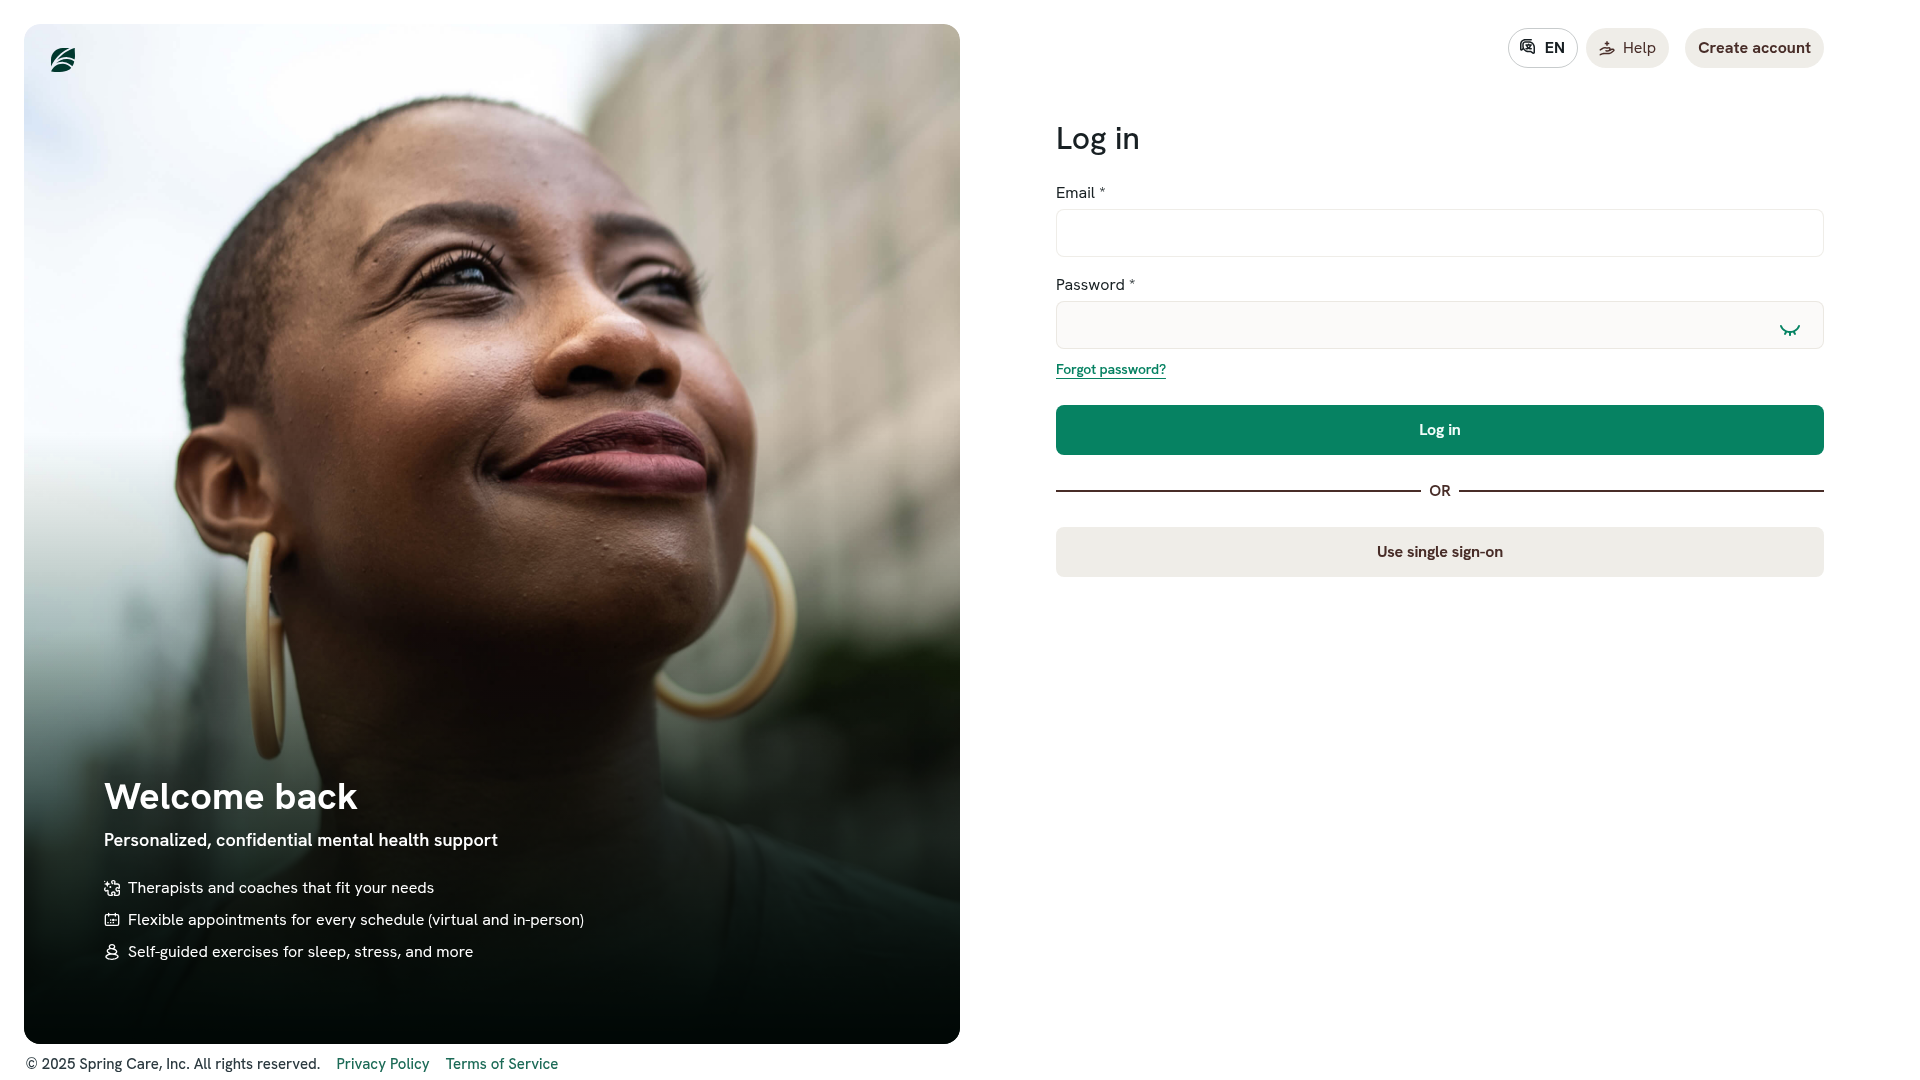 EN
Help
Create account
Log in
Email *
Password *
Forgot password?
Log in
OR
Use single sign-on
Welcome back
Personalized, confidential mental health support
Therapists and coaches that fit your needs
Flexible appointments for every schedule (virtual and in-person)
Self-guided exercises for sleep, stress, and more
© 2025 Spring Care, Inc. All rights reserved. Privacy Policy Terms of Service